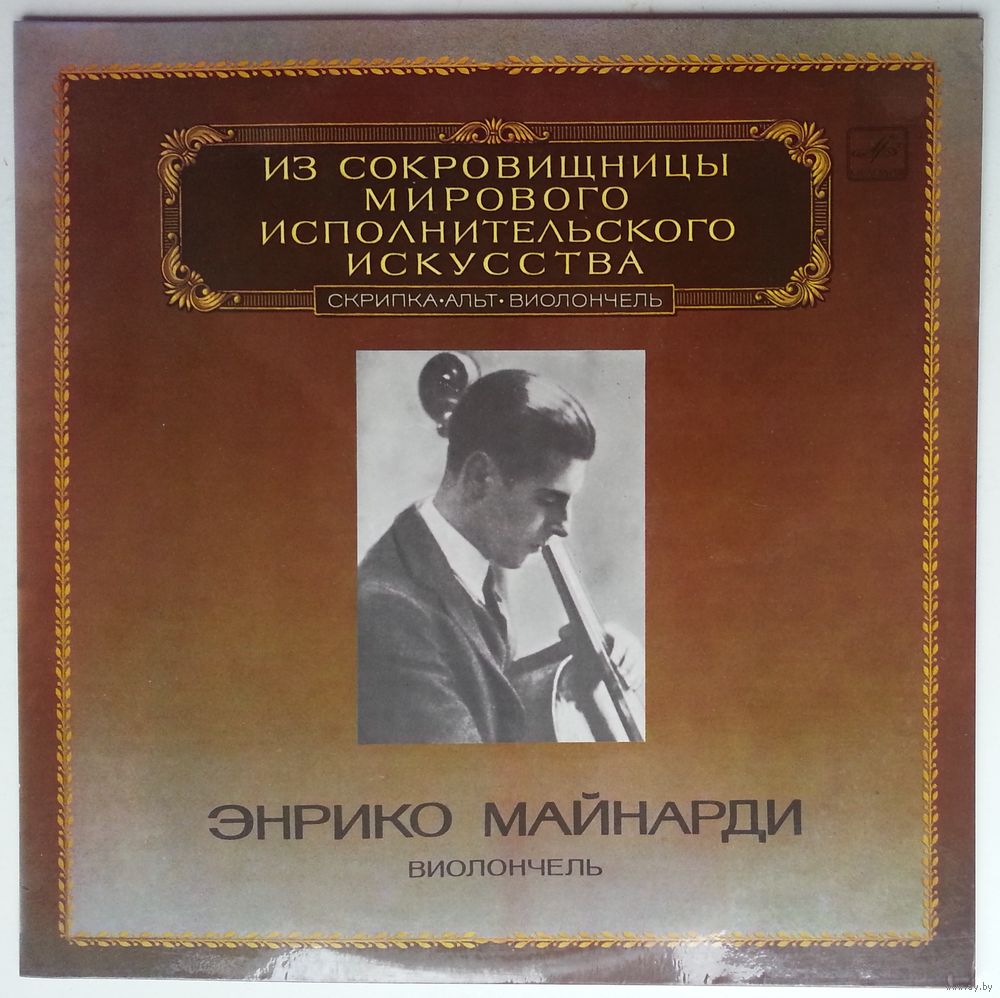 ИЗ СОКРОВИЩНИЦЫ
МИРОВОГО
ИСПОЛНИТЕЛЬСКОГО
ИСКУССТВА
СКРИПКА•АЛЬТ•ВИОЛОНЧЕЛЬ
ЭНРИКО МАЙНАРДИ
ВИОЛОНЧЕЛЬ